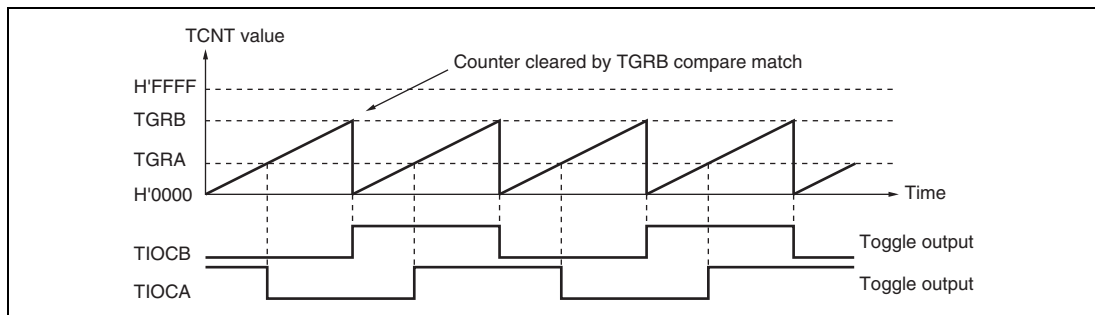 TCNT value
Counter cleared by TGRB compare match
H'FFFF
TGRB
TGRA
H'0000
Time
TIOCB
Toggle output
TIOCA
Toggle output